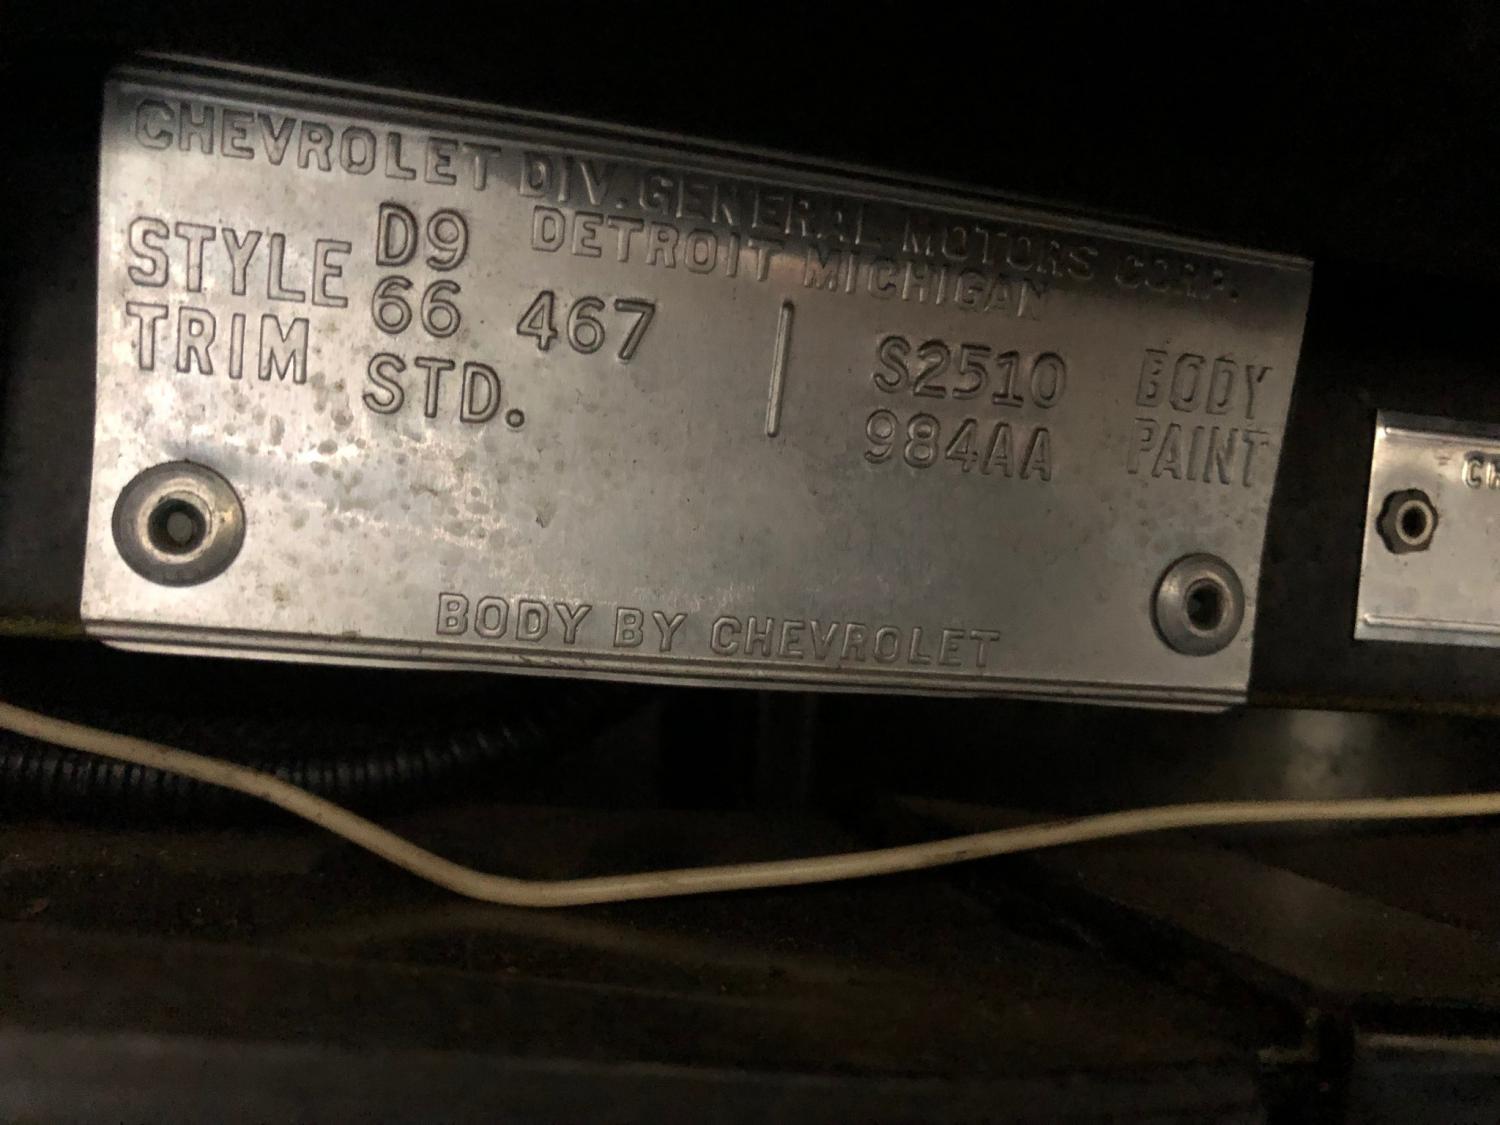 CHEVROLET DIV. GENERAL MOTORS CORP.
D9 DETROIT MICHIGAN
STYLE 66 467 | S2510 BODY
TRIM STD. 984AA PAINT
BODY BY CHEVROLET